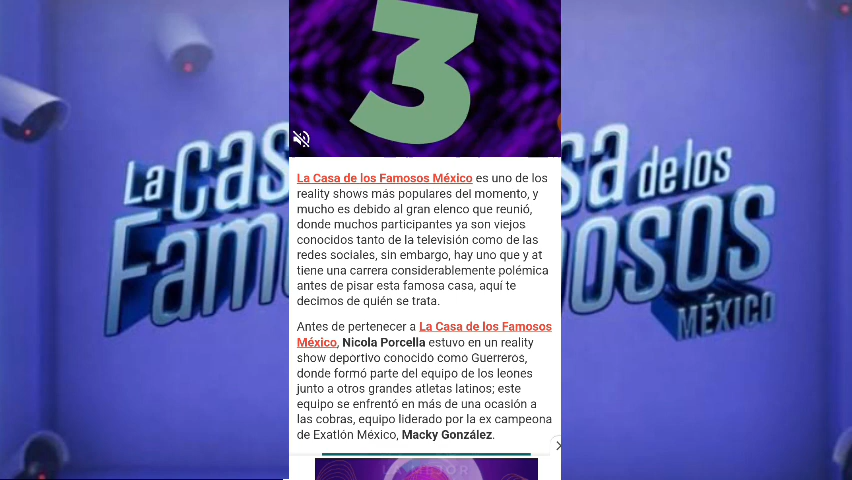 3
La Casa de los Famosos México es uno de los
reality shows más populares del momento, y
mucho es debido al gran elenco que reunió,
donde muchos participantes ya son viejos
conocidos tanto de la televisión como de las
redes sociales, sin embargo, hay uno que y at
tiene una carrera considerablemente polémica
antes de pisar esta famosa casa, aquí te
decimos de quién se trata.
Antes de pertenecer a La Casa de los Famosos
México, Nicola Porcella estuvo en un reality
show deportivo conocido como Guerreros,
donde formó parte del equipo de los leones
junto a otros grandes atletas latinos; este
equipo se enfrentó en más de una ocasión a
las cobras, equipo liderado por la ex campeona
de Exatlón México, Macky González.
LA MEJOR
La cas
Fam
sa de los
osos
MÉXICO